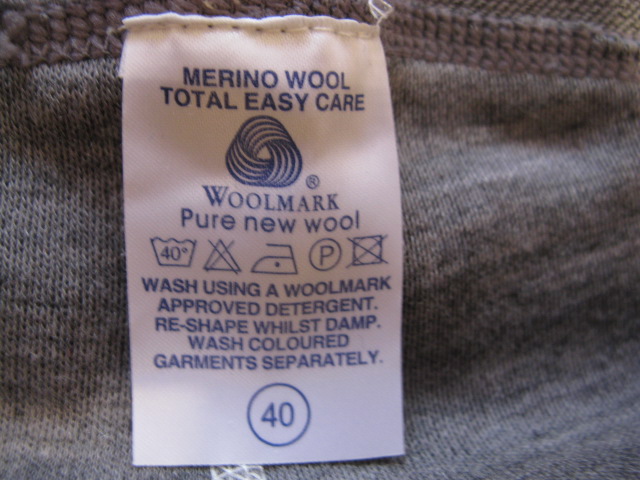 MERINO WOOL
TOTAL EASY CARE
WOOLMARK ®
Pure new wool
40° P
WASH USING A WOOLMARK
APPROVED DETERGENT.
RE-SHAPE WHILST DAMP.
WASH COLOURED
GARMENTS SEPARATELY.
40